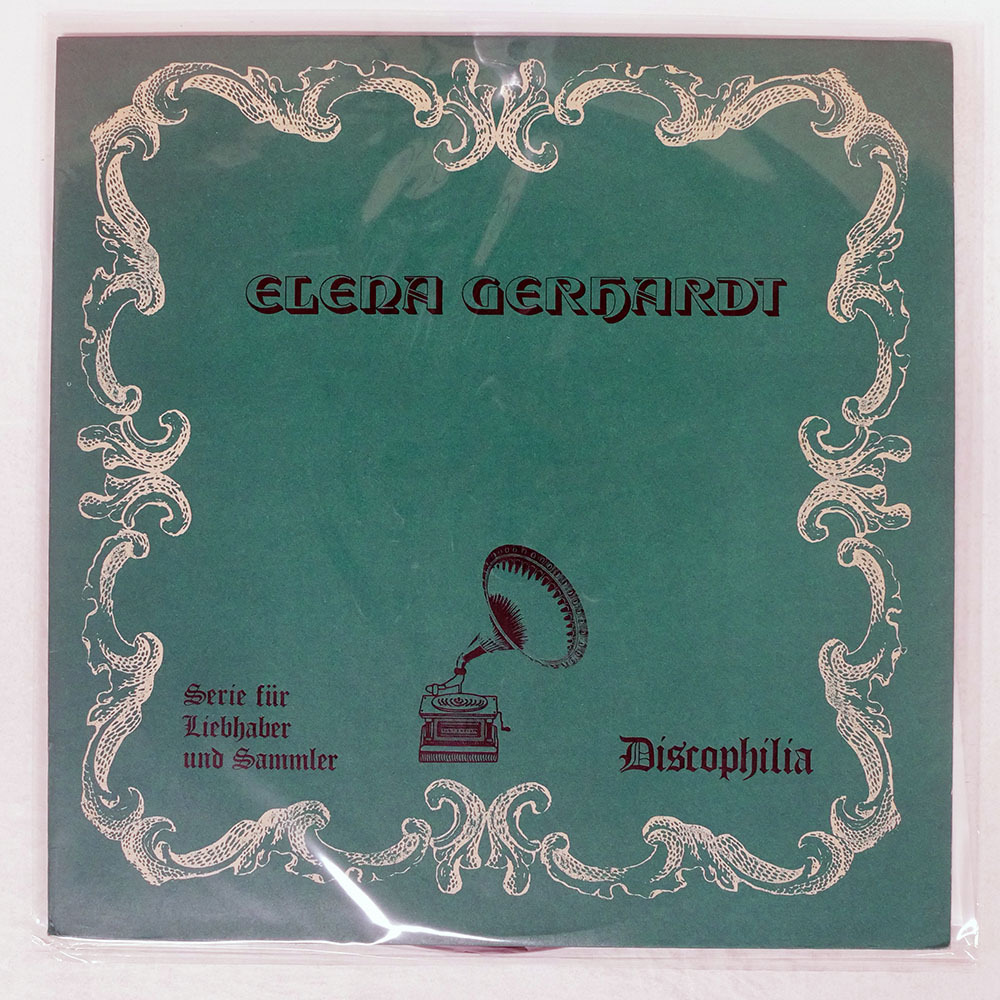 ELENA GERHARDT
Serie für
Liebhaber
und Sammler
Discophilia